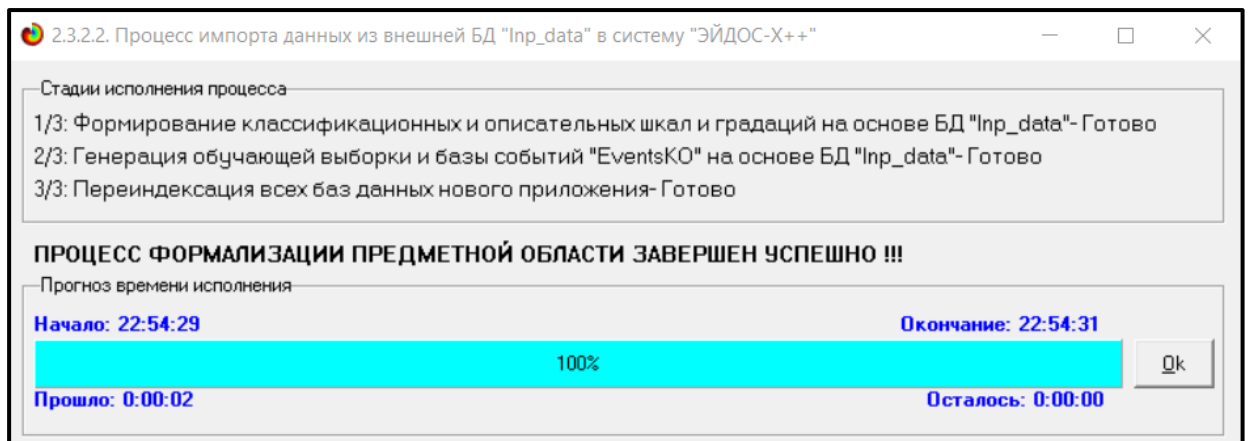 2.3.2.2. Процесс импорта данных из внешней БД "Inp_data" в систему "ЭЙДОС-X++"
Стадии исполнения процесса
1/3: Формирование классификационных и описательных шкал и градаций на основе БД "Inp_data"- Готово
2/3: Генерация обучающей выборки и базы событий "EventsKO" на основе БД "Inp_data"- Готово
3/3: Переиндексация всех баз данных нового приложения- Готово
ПРОЦЕСС ФОРМАЛИЗАЦИИ ПРЕДМЕТНОЙ ОБЛАСТИ ЗАВЕРШЕН УСПЕШНО !!!
Прогноз времени исполнения
Начало: 22:54:29 Окончание: 22:54:31
100% Ok
Прошло: 0:00:02 Осталось: 0:00:00